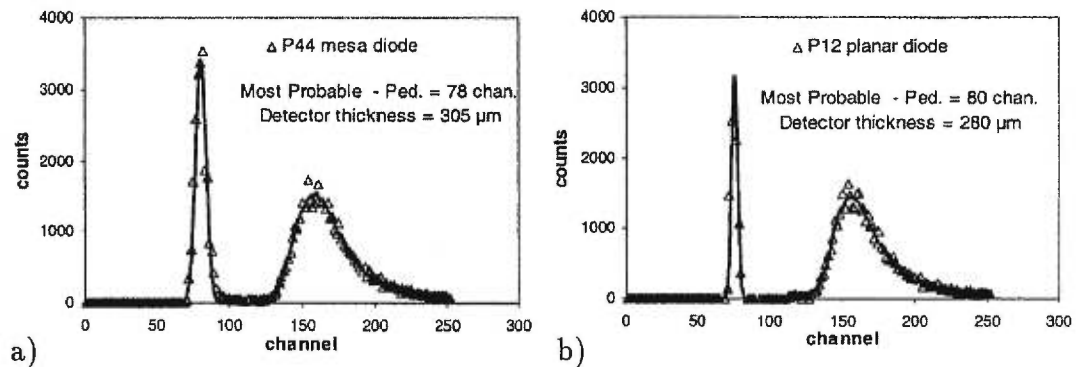 4000
3000
2000
1000
0
counts
Δ P44 mesa diode
Most Probable - Ped. = 78 chan.
Detector thickness = 305 µm
0 50 100 150 200 250 300
channel
a)
4000
3000
2000
1000
0
counts
Δ P12 planar diode
Most Probable - Ped. = 80 chan.
Detector thickness = 280 µm
0 50 100 150 200 250 300
channel
b)